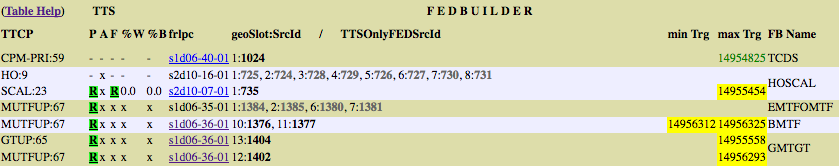 (Table Help) TTS F E D B U I L D E R
TTCP P A F %W %B frlpc geoSlot:SrcId / TTSOnlyFEDSrcId min Trg max Trg FB Name
CPM-PRI:59 - - - - - s1d06-40-01 1:1024 14954825 TCDS
HO:9 - x - - - s2d10-16-01 1:725, 2:724, 3:728, 4:729, 5:726, 6:727, 7:730, 8:731
HOSCAL
SCAL:23 R x R 0.0 0.0 s2d10-07-01 1:735 14955454
MUTFUP:67 R x x x x s1d06-35-01 1:1384, 2:1385, 6:1380, 7:1381 EMTFOMTF
MUTFUP:67 R x x x x s1d06-36-01 10:1376, 11:1377 14956312 14956325 BMTF
GTUP:65 R x x x x s1d06-36-01 13:1404 14955558
GMTGT
MUTFUP:67 R x x x x s1d06-36-01 12:1402 14956293